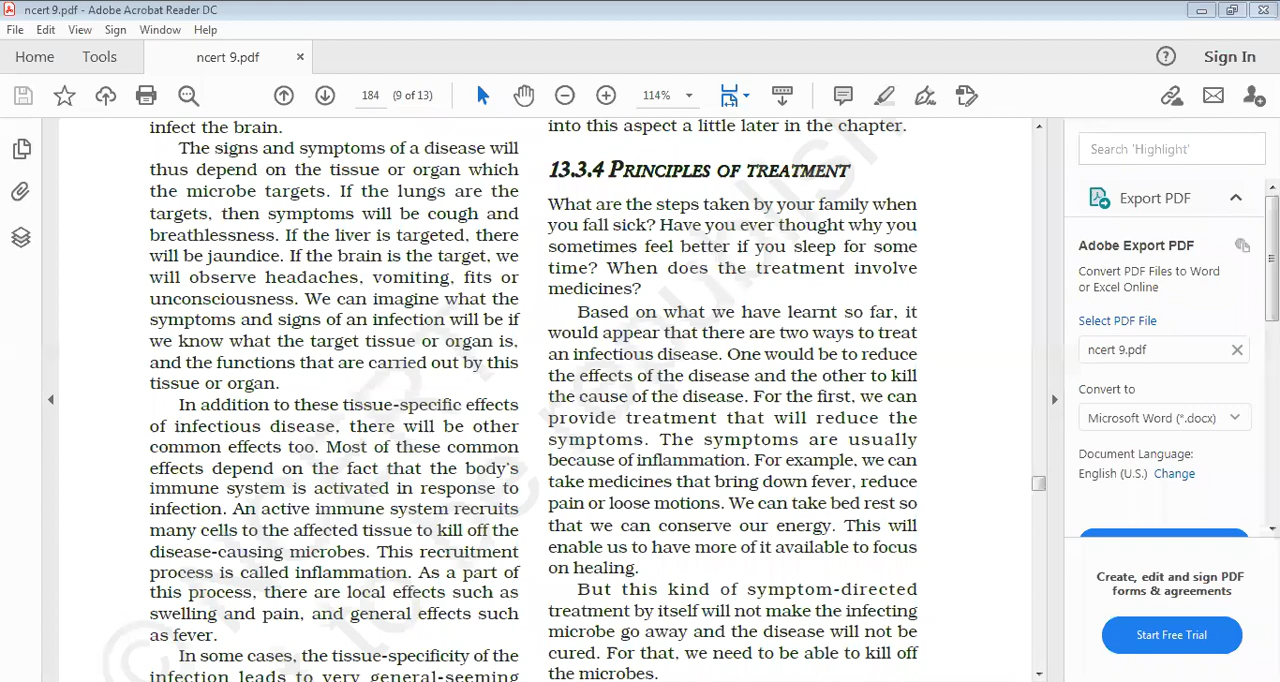 ncert 9.pdf - Adobe Acrobat Reader DC
File Edit View Sign Window Help
Home Tools ncert 9.pdf × Sign In
184 (9 of 13) 114%
infect the brain.
The signs and symptoms of a disease will
thus depend on the tissue or organ which
the microbe targets. If the lungs are the
targets, then symptoms will be cough and
breathlessness. If the liver is targeted, there
will be jaundice. If the brain is the target, we
will observe headaches, vomiting, fits or
unconsciousness. We can imagine what the
symptoms and signs of an infection will be if
we know what the target tissue or organ is,
and the functions that are carried out by this
tissue or organ.
In addition to these tissue-specific effects
of infectious disease, there will be other
common effects too. Most of these common
effects depend on the fact that the body's
immune system is activated in response to
infection. An active immune system recruits
many cells to the affected tissue to kill off the
disease-causing microbes. This recruitment
process is called inflammation. As a part of
this process, there are local effects such as
swelling and pain, and general effects such
as fever.
In some cases, the tissue-specificity of the
infection leads to very general-seeming
into this aspect a little later in the chapter.
13.3.4 PRINCIPLES OF TREATMENT
What are the steps taken by your family when
you fall sick? Have you ever thought why you
sometimes feel better if you sleep for some
time? When does the treatment involve
medicines?
Based on what we have learnt so far, it
would appear that there are two ways to treat
an infectious disease. One would be to reduce
the effects of the disease and the other to kill
the cause of the disease. For the first, we can
provide treatment that will reduce the
symptoms. The symptoms are usually
because of inflammation. For example, we can
take medicines that bring down fever, reduce
pain or loose motions. We can take bed rest so
that we can conserve our energy. This will
enable us to have more of it available to focus
on healing.
But this kind of symptom-directed
treatment by itself will not make the infecting
microbe go away and the disease will not be
cured. For that, we need to be able to kill off
the microbes.
© NCERT
to be republish
Search 'Highlight'
Export PDF
Adobe Export PDF
Convert PDF Files to Word
or Excel Online
Select PDF File
ncert 9.pdf
Convert to
Microsoft Word (*.docx)
Document Language:
English (U.S.) Change
Create, edit and sign PDF
forms & agreements
Start Free Trial